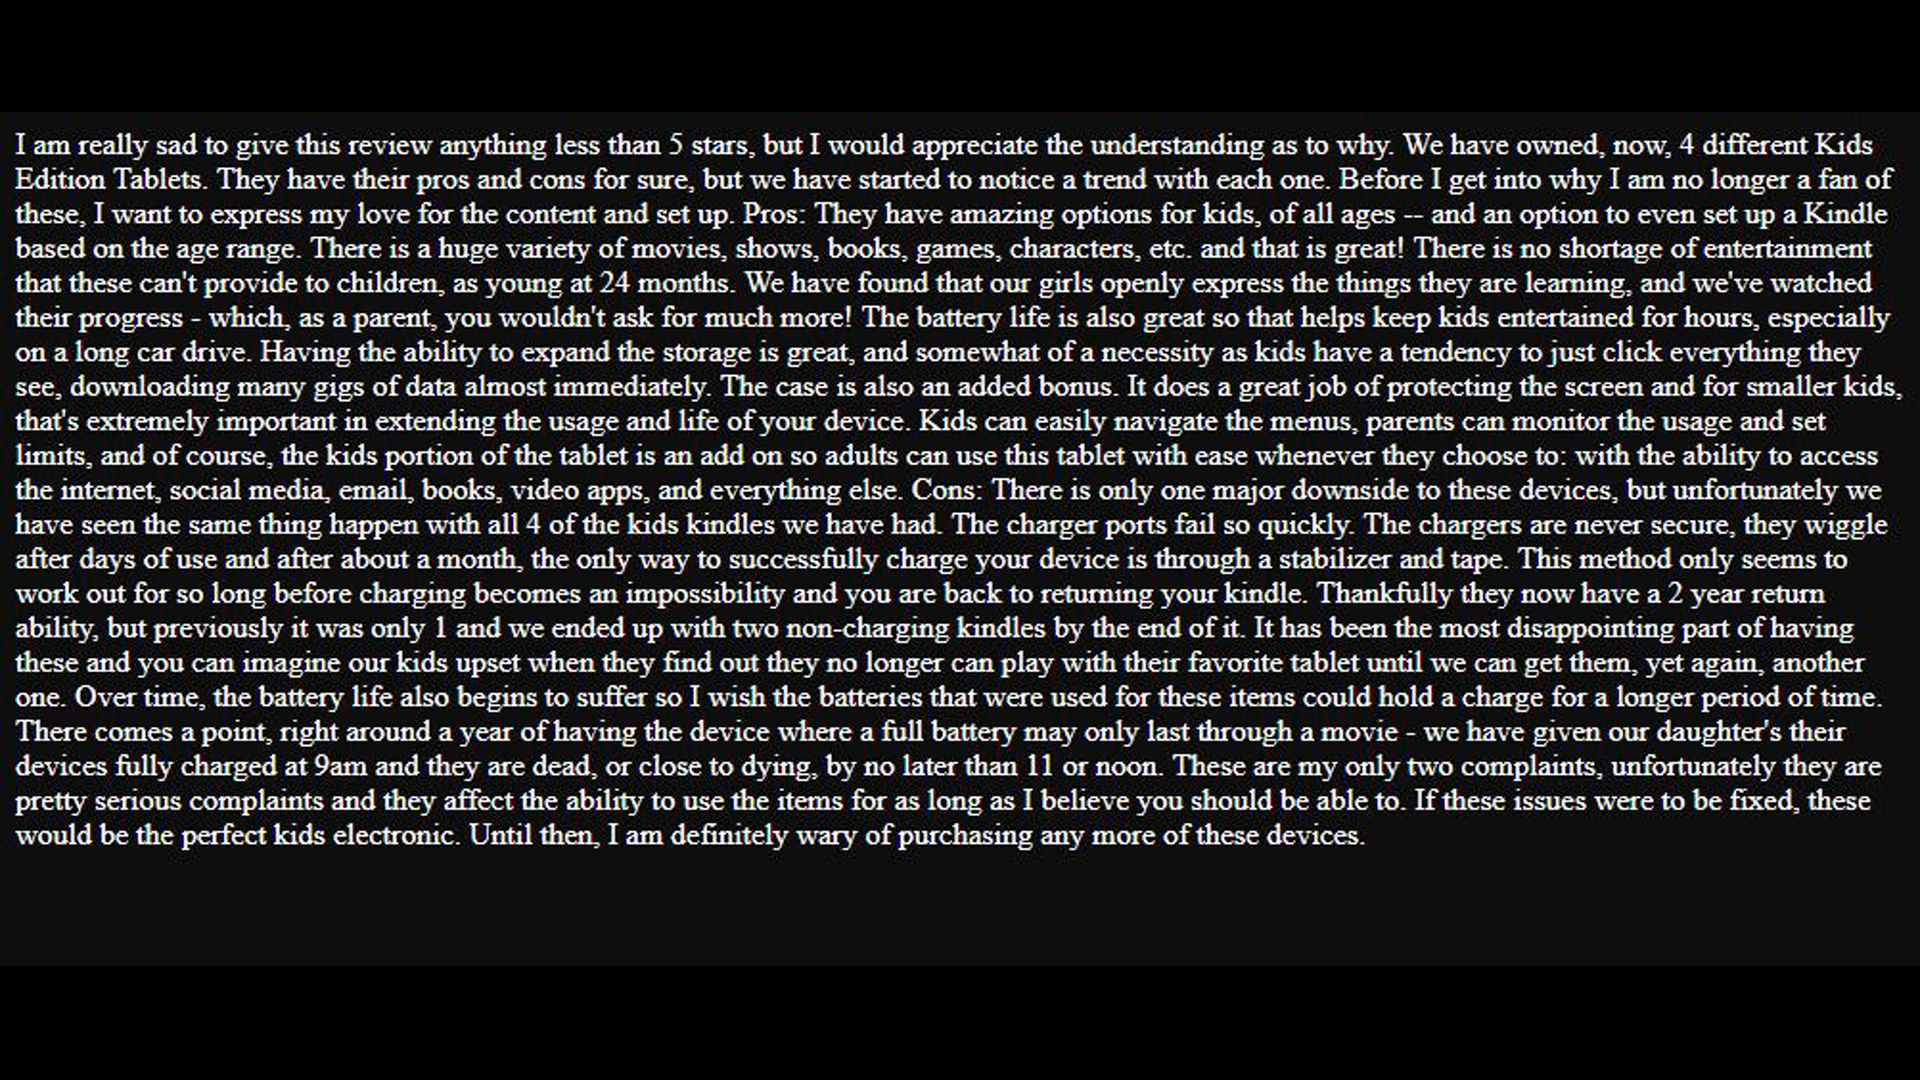 I am really sad to give this review anything less than 5 stars, but I would appreciate the understanding as to why. We have owned, now, 4 different Kids
Edition Tablets. They have their pros and cons for sure, but we have started to notice a trend with each one. Before I get into why I am no longer a fan of
these, I want to express my love for the content and set up. Pros: They have amazing options for kids, of all ages -- and an option to even set up a Kindle
based on the age range. There is a huge variety of movies, shows, books, games, characters, etc. and that is great! There is no shortage of entertainment
that these can't provide to children, as young at 24 months. We have found that our girls openly express the things they are learning, and we've watched
their progress - which, as a parent, you wouldn't ask for much more! The battery life is also great so that helps keep kids entertained for hours, especially
on a long car drive. Having the ability to expand the storage is great, and somewhat of a necessity as kids have a tendency to just click everything they
see, downloading many gigs of data almost immediately. The case is also an added bonus. It does a great job of protecting the screen and for smaller kids,
that's extremely important in extending the usage and life of your device. Kids can easily navigate the menus, parents can monitor the usage and set
limits, and of course, the kids portion of the tablet is an add on so adults can use this tablet with ease whenever they choose to: with the ability to access
the internet, social media, email, books, video apps, and everything else. Cons: There is only one major downside to these devices, but unfortunately we
have seen the same thing happen with all 4 of the kids kindles we have had. The charger ports fail so quickly. The chargers are never secure, they wiggle
after days of use and after about a month, the only way to successfully charge your device is through a stabilizer and tape. This method only seems to
work out for so long before charging becomes an impossibility and you are back to returning your kindle. Thankfully they now have a 2 year return
ability, but previously it was only 1 and we ended up with two non-charging kindles by the end of it. It has been the most disappointing part of having
these and you can imagine our kids upset when they find out they no longer can play with their favorite tablet until we can get them, yet again, another
one. Over time, the battery life also begins to suffer so I wish the batteries that were used for these items could hold a charge for a longer period of time.
There comes a point, right around a year of having the device where a full battery may only last through a movie - we have given our daughter's their
devices fully charged at 9am and they are dead, or close to dying, by no later than 11 or noon. These are my only two complaints, unfortunately they are
pretty serious complaints and they affect the ability to use the items for as long as I believe you should be able to. If these issues were to be fixed, these
would be the perfect kids electronic. Until then, I am definitely wary of purchasing any more of these devices.